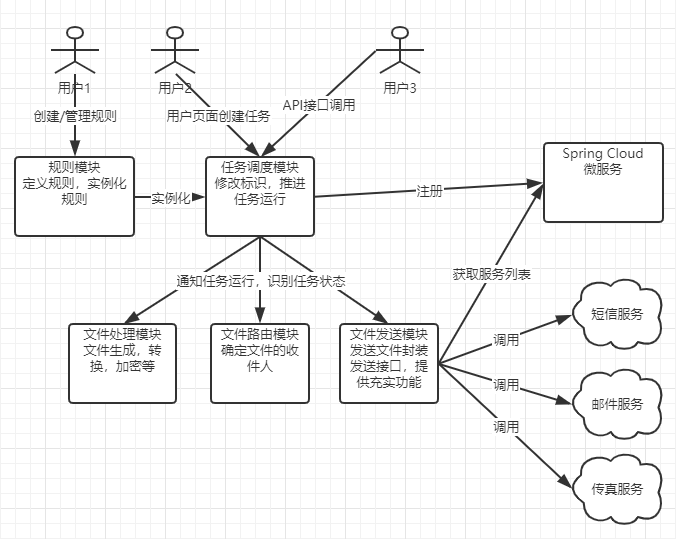 用户1
用户2
用户3
创建/管理规则
用户页面创建任务
API接口调用
规则模块
定义规则，实例化
规则
实例化
任务调度模块
修改标识，推进
任务运行
注册
Spring Cloud
微服务
通知任务运行，识别任务状态
获取服务列表
文件处理模块
文件生成，转
换，加密等
文件路由模块
确定文件的收
件人
文件发送模块
发送文件封装
发送接口，提
供充实功能
调用
短信服务
调用
邮件服务
调用
传真服务